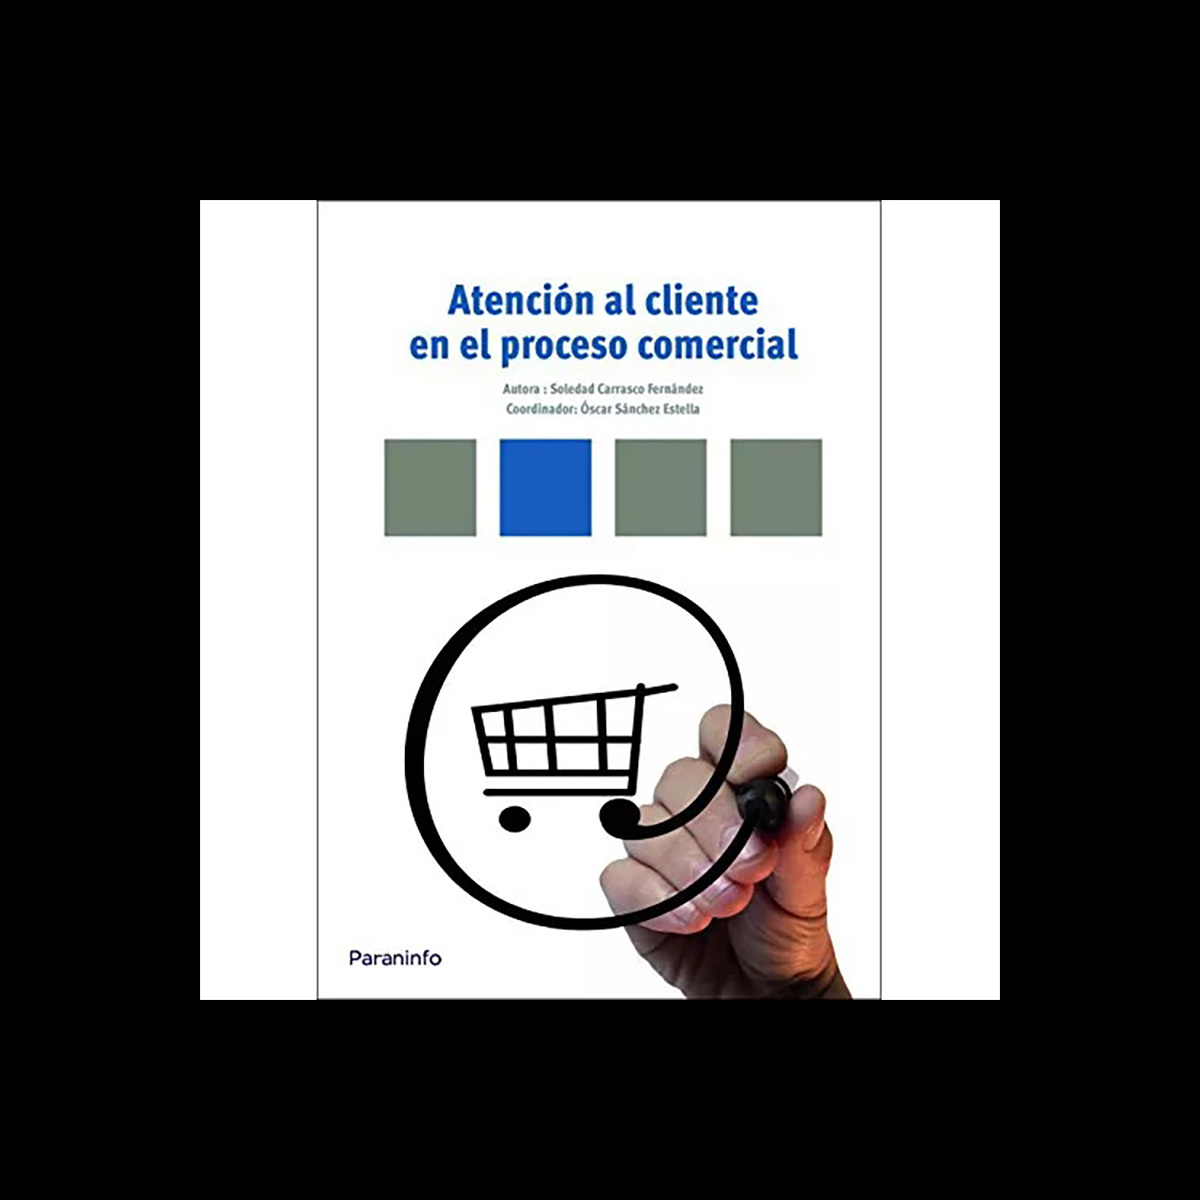 Atención al cliente
en el proceso comercial
Autora : Soledad Carrasco Fernández
Coordinador: Óscar Sánchez Estella
Paraninfo